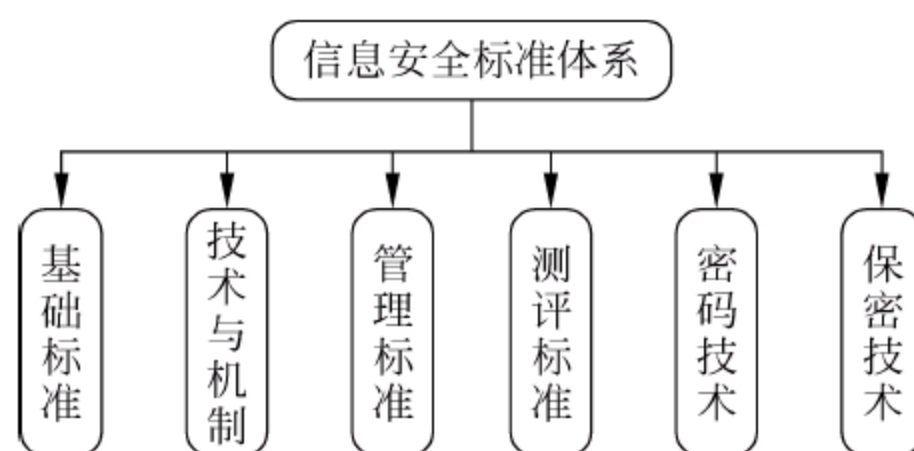 信息安全标准体系
基础标准
技术与机制
管理标准
测评标准
密码技术
保密技术